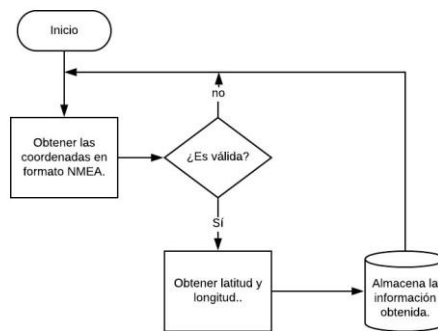 Inicio
no
Obtener las
coordenadas en
formato NMEA.
¿Es válida?
Sí
Obtener latitud y
longitud..
Almacena la
información
obtenida.